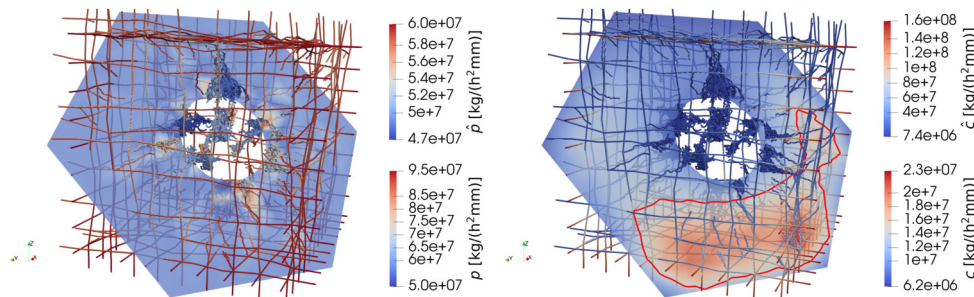 6.0e+07
5.8e+7
5.6e+7
5.4e+7
5.2e+7
5e+7
4.7e+07
p̂ [kg/(h²mm)]
9.5e+07
8.5e+7
8e+7
7.5e+7
7e+7
6.5e+7
6e+7
5.0e+07
p [kg/(h²mm)]
Z
Y
X
1.6e+08
1.4e+8
1.2e+8
1e+8
8e+7
6e+7
4e+7
7.4e+06
ĉ [kg/(h²mm)]
2.3e+07
2e+7
1.8e+7
1.6e+7
1.4e+7
1.2e+7
1e+7
6.2e+06
c [kg/(h²mm)]
Z
Y
X